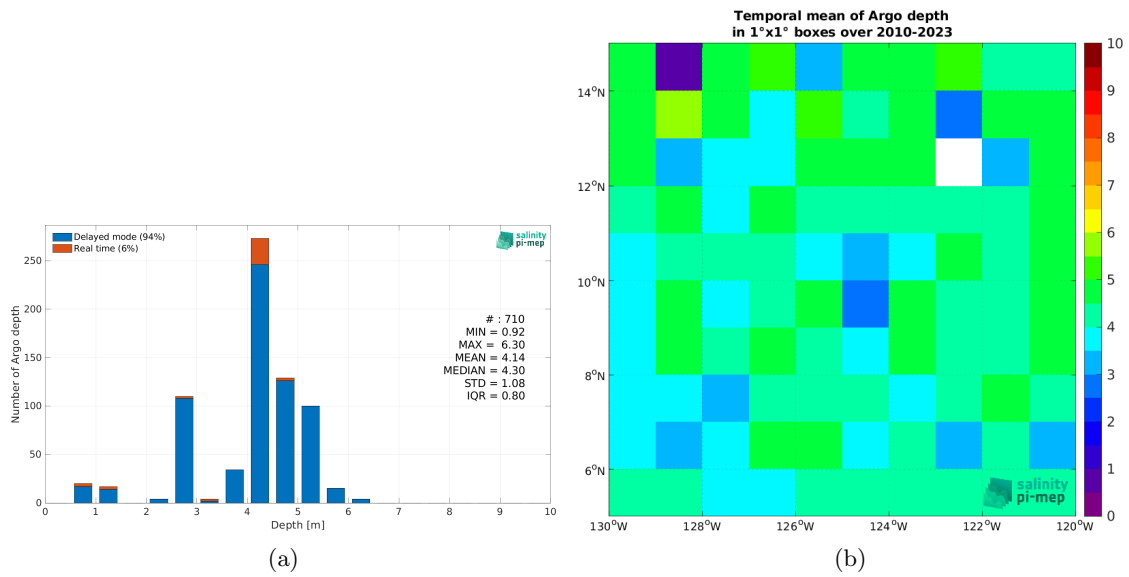 Delayed mode (94%)
Real time (6%)
salinity
pi-mep
Number of Argo depth
250
200
150
100
50
0
# : 710
MIN = 0.92
MAX = 6.30
MEAN = 4.14
MEDIAN = 4.30
STD = 1.08
IQR = 0.80
0 1 2 3 4 5 6 7 8 9 10
Depth [m]
(a)
Temporal mean of Argo depth
in 1°x1° boxes over 2010-2023
14°N
12°N
10°N
8°N
6°N
130°W 128°W 126°W 124°W 122°W 120°W
salinity
pi-mep
10
9
8
7
6
5
4
3
2
1
0
(b)